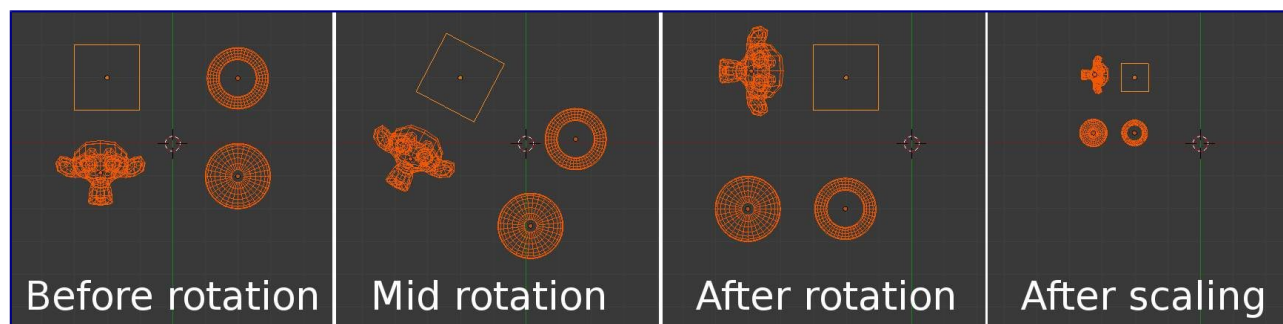 Before rotation
Mid rotation
After rotation
After scaling